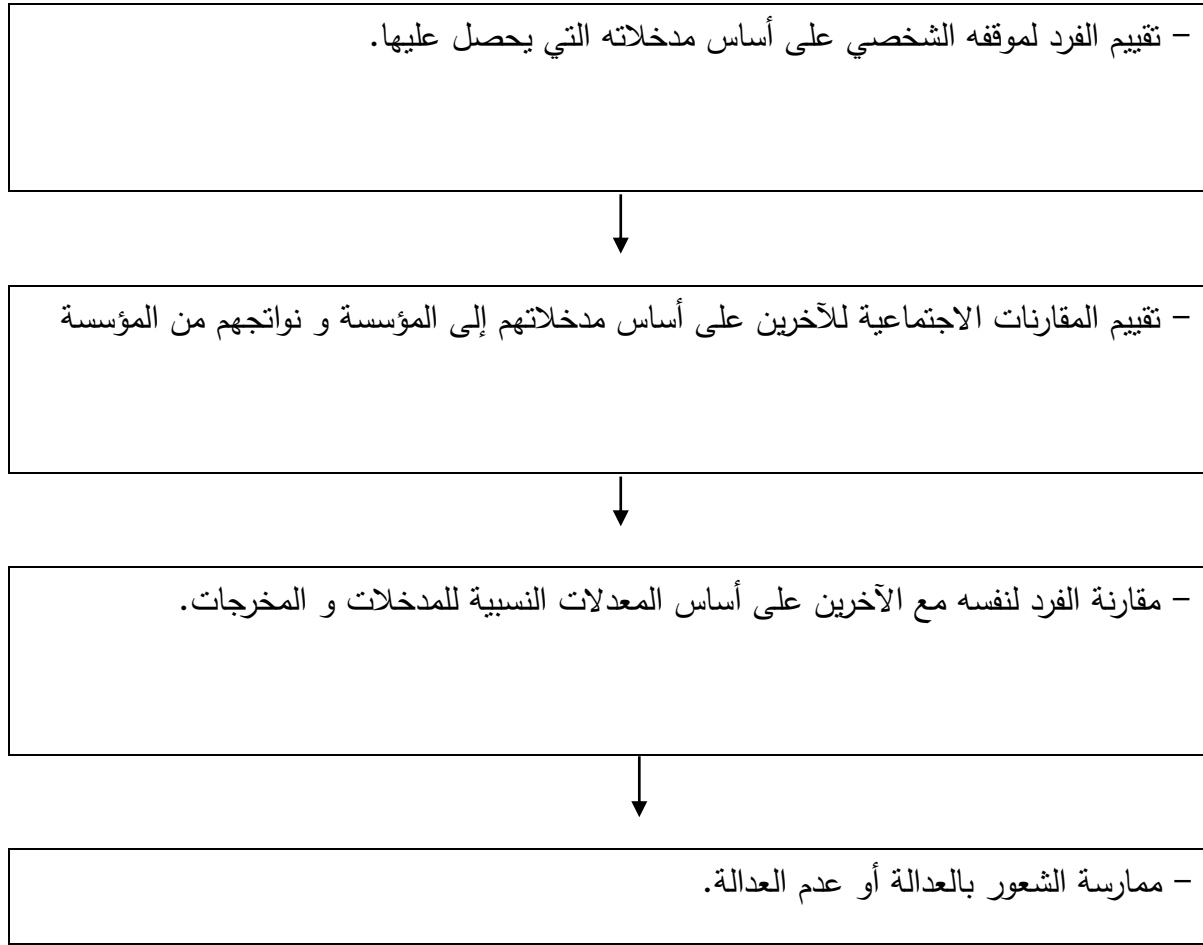 - تقييم الفرد لموقفه الشخصي على أساس مدخلاته التي يحصل عليها.
- تقييم المقارنات الاجتماعية للآخرين على أساس مدخلاتهم إلى المؤسسة و نواتجهم من المؤسسة
- مقارنة الفرد لنفسه مع الآخرين على أساس المعدلات النسبية للمدخلات و المخرجات.
- ممارسة الشعور بالعدالة أو عدم العدالة.